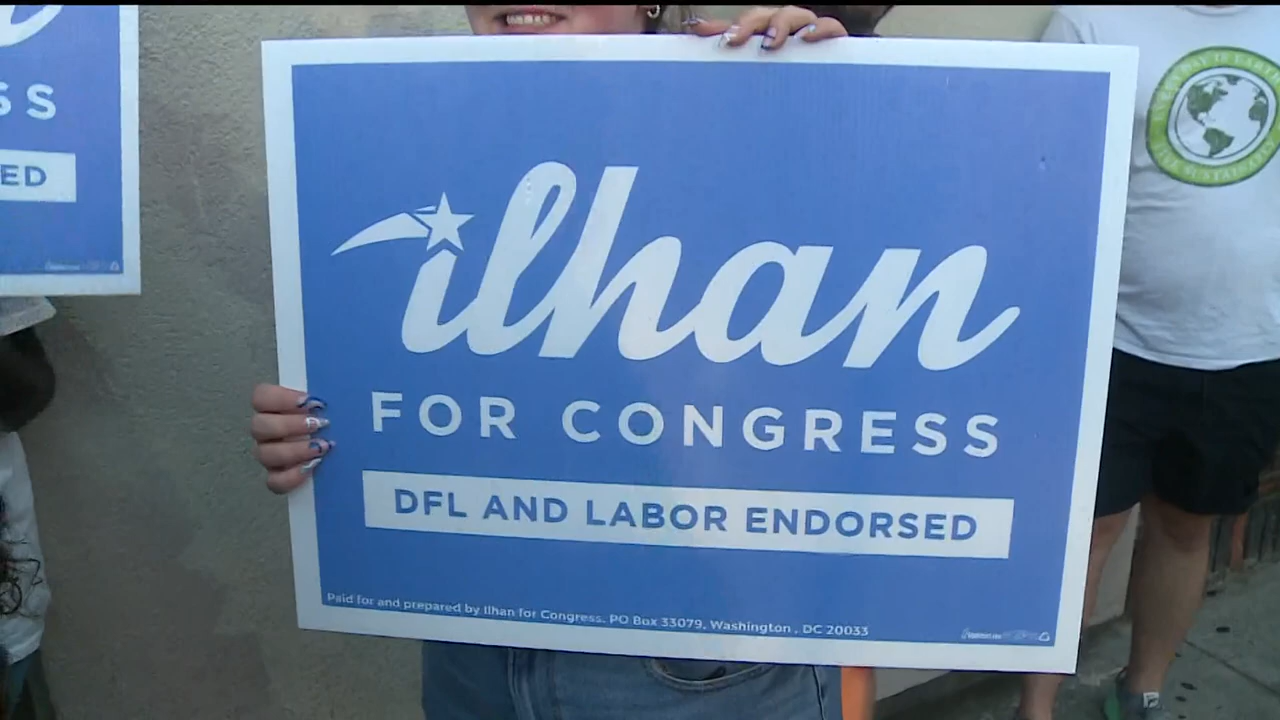 SS
ED
ilhan
FOR CONGRESS
DFL AND LABOR ENDORSED
Paid for and prepared by Ilhan for Congress, PO Box 33079, Washington, DC 20033